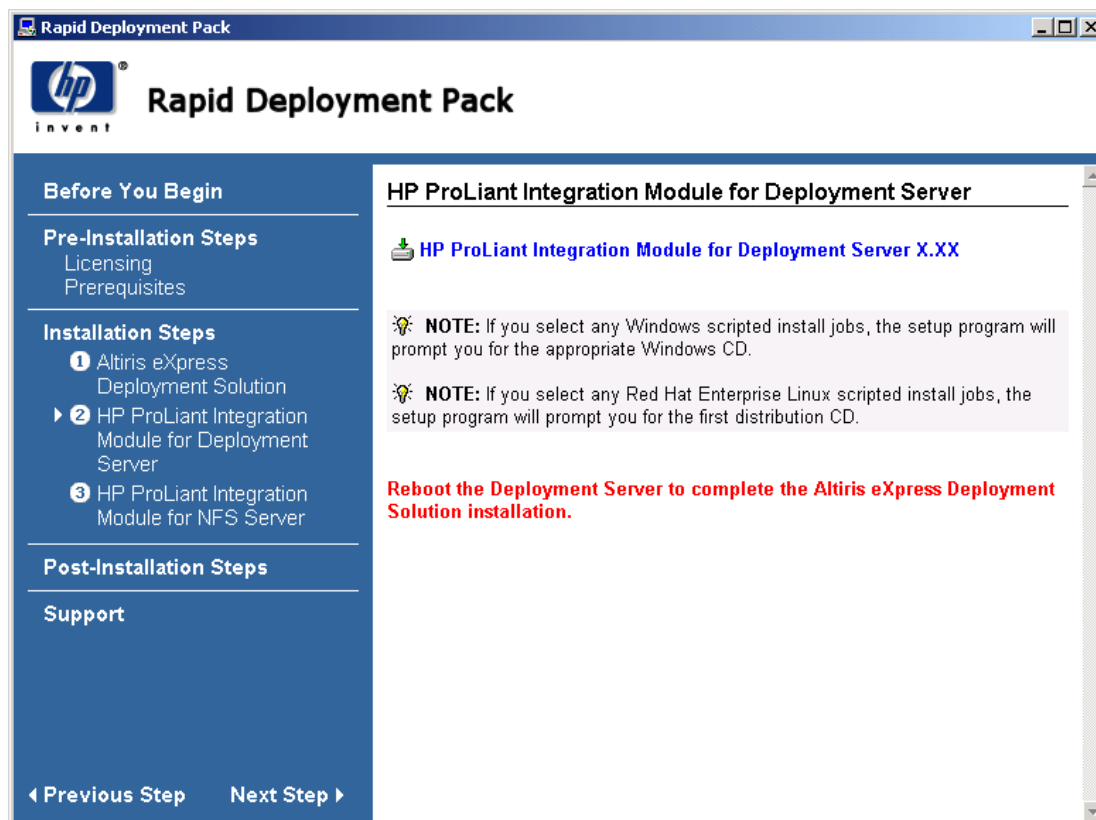 Rapid Deployment Pack
hp
®
invent
Rapid Deployment Pack
Before You Begin
Pre-Installation Steps
Licensing
Prerequisites
Installation Steps
1 Altiris eXpress
Deployment Solution
2 HP ProLiant Integration
Module for Deployment
Server
3 HP ProLiant Integration
Module for NFS Server
Post-Installation Steps
Support
Previous Step
Next Step
HP ProLiant Integration Module for Deployment Server
HP ProLiant Integration Module for Deployment Server X.XX
NOTE: If you select any Windows scripted install jobs, the setup program will
prompt you for the appropriate Windows CD.
NOTE: If you select any Red Hat Enterprise Linux scripted install jobs, the
setup program will prompt you for the first distribution CD.
Reboot the Deployment Server to complete the Altiris eXpress Deployment
Solution installation.